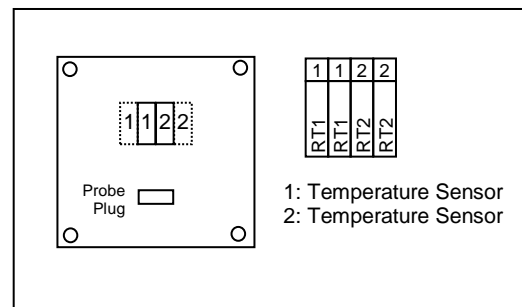 1 1 2 2
Probe
Plug
1 1 2 2
RT1 RT1 RT2 RT2
1: Temperature Sensor
2: Temperature Sensor